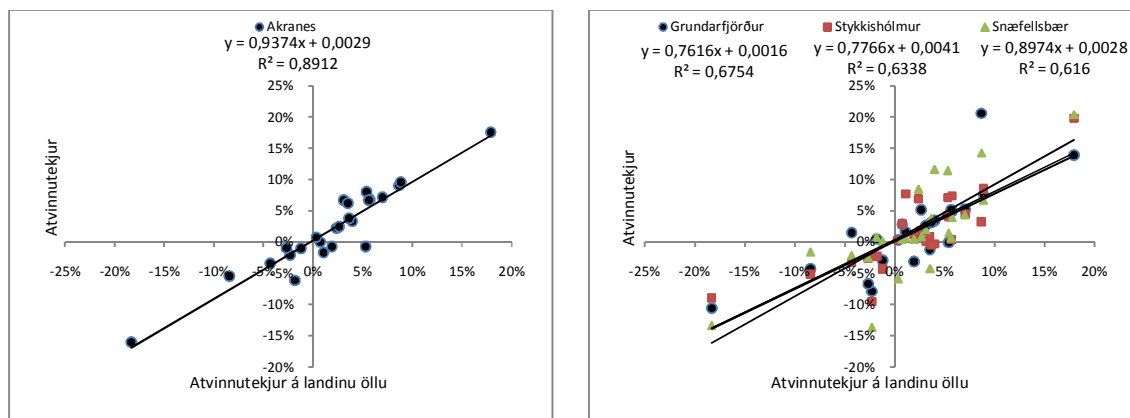 Akranes
y = 0,9374x + 0,0029
R² = 0,8912
25%
20%
15%
10%
5%
0%
-5%
-10%
-15%
-20%
-25% -20% -15% -10% -5% 0% 5% 10% 15% 20%
Atvinnutekjur
Atvinnutekjur á landinu öllu
Grundarfjörður Stykkishólmur Snæfellsbær
y = 0,7616x + 0,0016 y = 0,7766x + 0,0041 y = 0,8974x + 0,0028
R² = 0,6754 R² = 0,6338 R² = 0,616
25%
20%
15%
10%
5%
0%
-5%
-10%
-15%
-20%
-25% -20% -15% -10% -5% 0% 5% 10% 15% 20%
Atvinnutekjur
Atvinnutekjur á landinu öllu